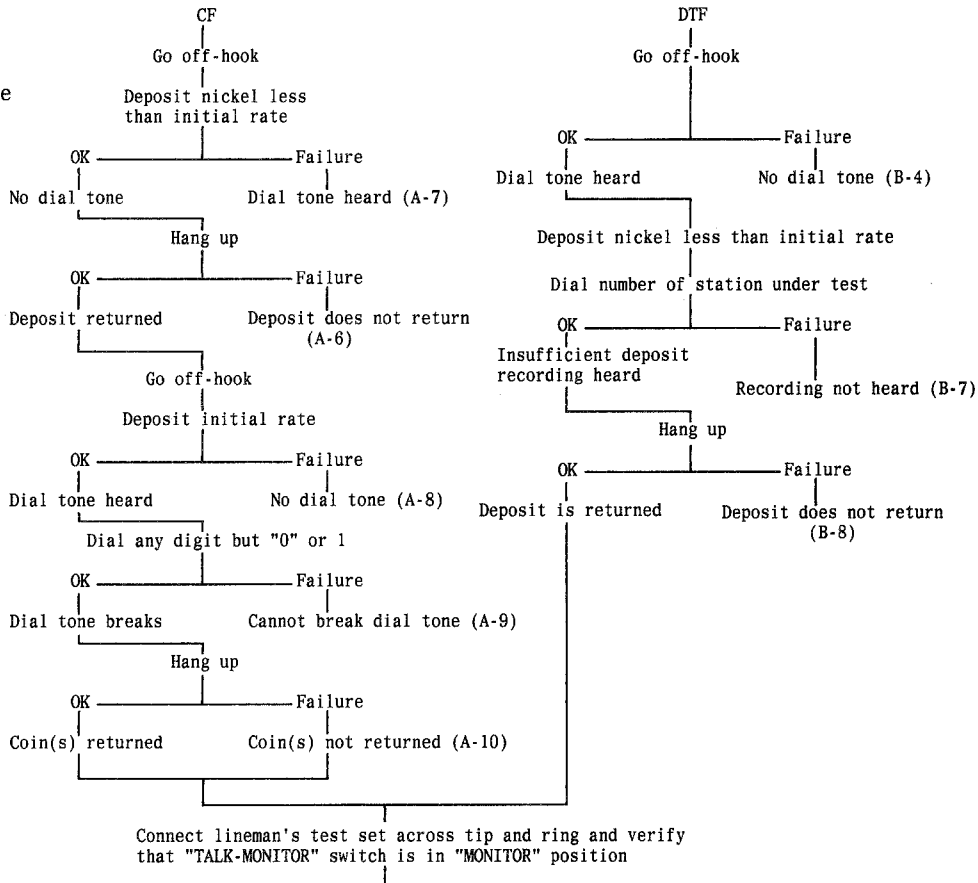 CF
Go off-hook
e
Deposit nickel less
than initial rate
OK
Failure
No dial tone
Dial tone heard (A-7)
Hang up
OK
Failure
Deposit returned
Deposit does not return
(A-6)
Go off-hook
Deposit initial rate
OK
Failure
Dial tone heard
No dial tone (A-8)
Dial any digit but "0" or 1
OK
Failure
Dial tone breaks
Cannot break dial tone (A-9)
Hang up
OK
Failure
Coin(s) returned
Coin(s) not returned (A-10)
DTF
Go off-hook
OK
Failure
Dial tone heard
No dial tone (B-4)
Deposit nickel less than initial rate
Dial number of station under test
OK
Failure
Insufficient deposit
recording heard
Recording not heard (B-7)
Hang up
OK
Failure
Deposit is returned
Deposit does not return
(B-8)
Connect lineman's test set across tip and ring and verify
that "TALK-MONITOR" switch is in "MONITOR" position